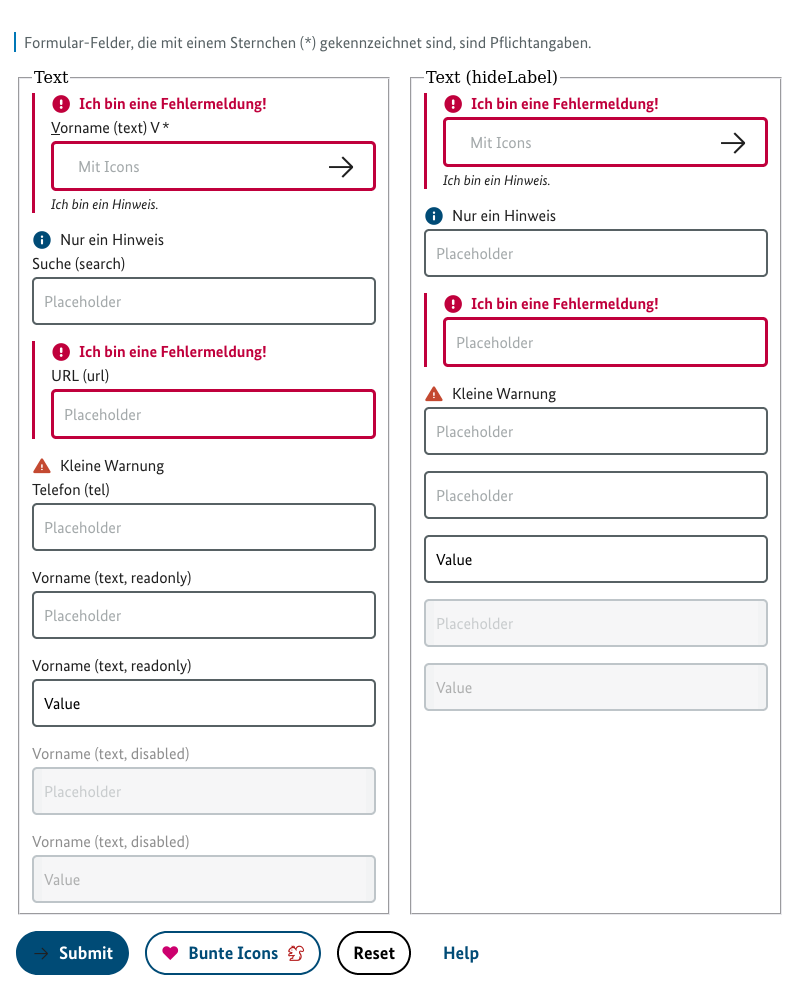 Formular-Felder, die mit einem Sternchen (*) gekennzeichnet sind, sind Pflichtangaben.
Text
Ich bin eine Fehlermeldung!
Vorname (text) V *
Mit Icons
Ich bin ein Hinweis.
Nur ein Hinweis
Suche (search)
Placeholder
Ich bin eine Fehlermeldung!
URL (url)
Placeholder
Kleine Warnung
Telefon (tel)
Placeholder
Vorname (text, readonly)
Placeholder
Vorname (text, readonly)
Value
Vorname (text, disabled)
Placeholder
Vorname (text, disabled)
Value
Text (hideLabel)
Ich bin eine Fehlermeldung!
Mit Icons
Ich bin ein Hinweis.
Nur ein Hinweis
Placeholder
Ich bin eine Fehlermeldung!
Placeholder
Kleine Warnung
Placeholder
Placeholder
Value
Placeholder
Value
Submit
Bunte Icons
Reset
Help